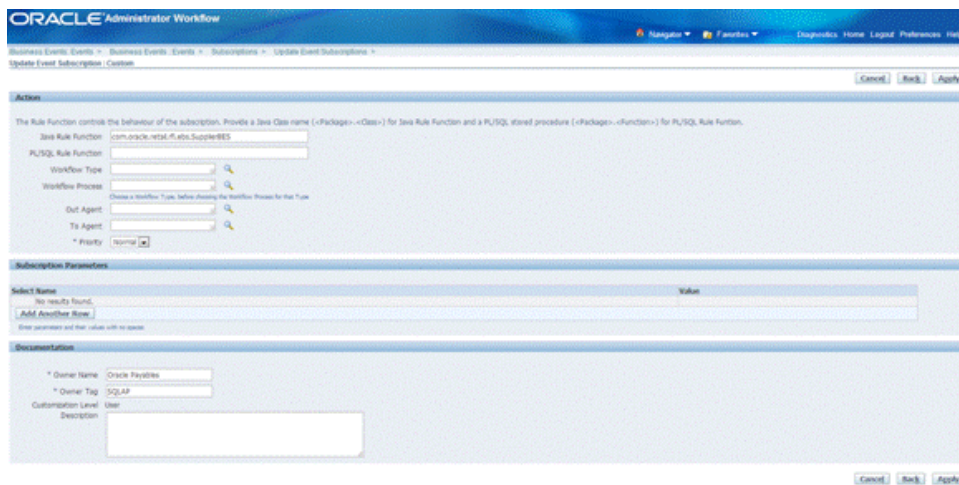 ORACLE Administrator Workflow
Navigator Favorites Diagnostics Home Logout Preferences Help
Business Events: Events > Business Events: Events > Subscriptions > Update Event Subscriptions >
Update Event Subscription : Custom
Cancel Back Apply
Action
The Rule Function controls the behaviour of the subscription. Provide a Java Class name (<Package>.<Class>) for Java Rule Function and a PL/SQL stored procedure (<Package>.<Function>) for PL/SQL Rule Funtion.
Java Rule Function com.oracle.retail.rfi.ebs.SupplierBES
PL/SQL Rule Function
Workflow Type
Workflow Process
Choose a Workflow Type, before choosing the Workflow Process for that Type
Out Agent
To Agent
* Priority Normal
Subscription Parameters
Select Name Value
No results found.
Add Another Row
Enter parameters and their values with no spaces
Documentation
* Owner Name Oracle Payables
* Owner Tag SQLAP
Customization Level User
Description
Cancel Back Apply